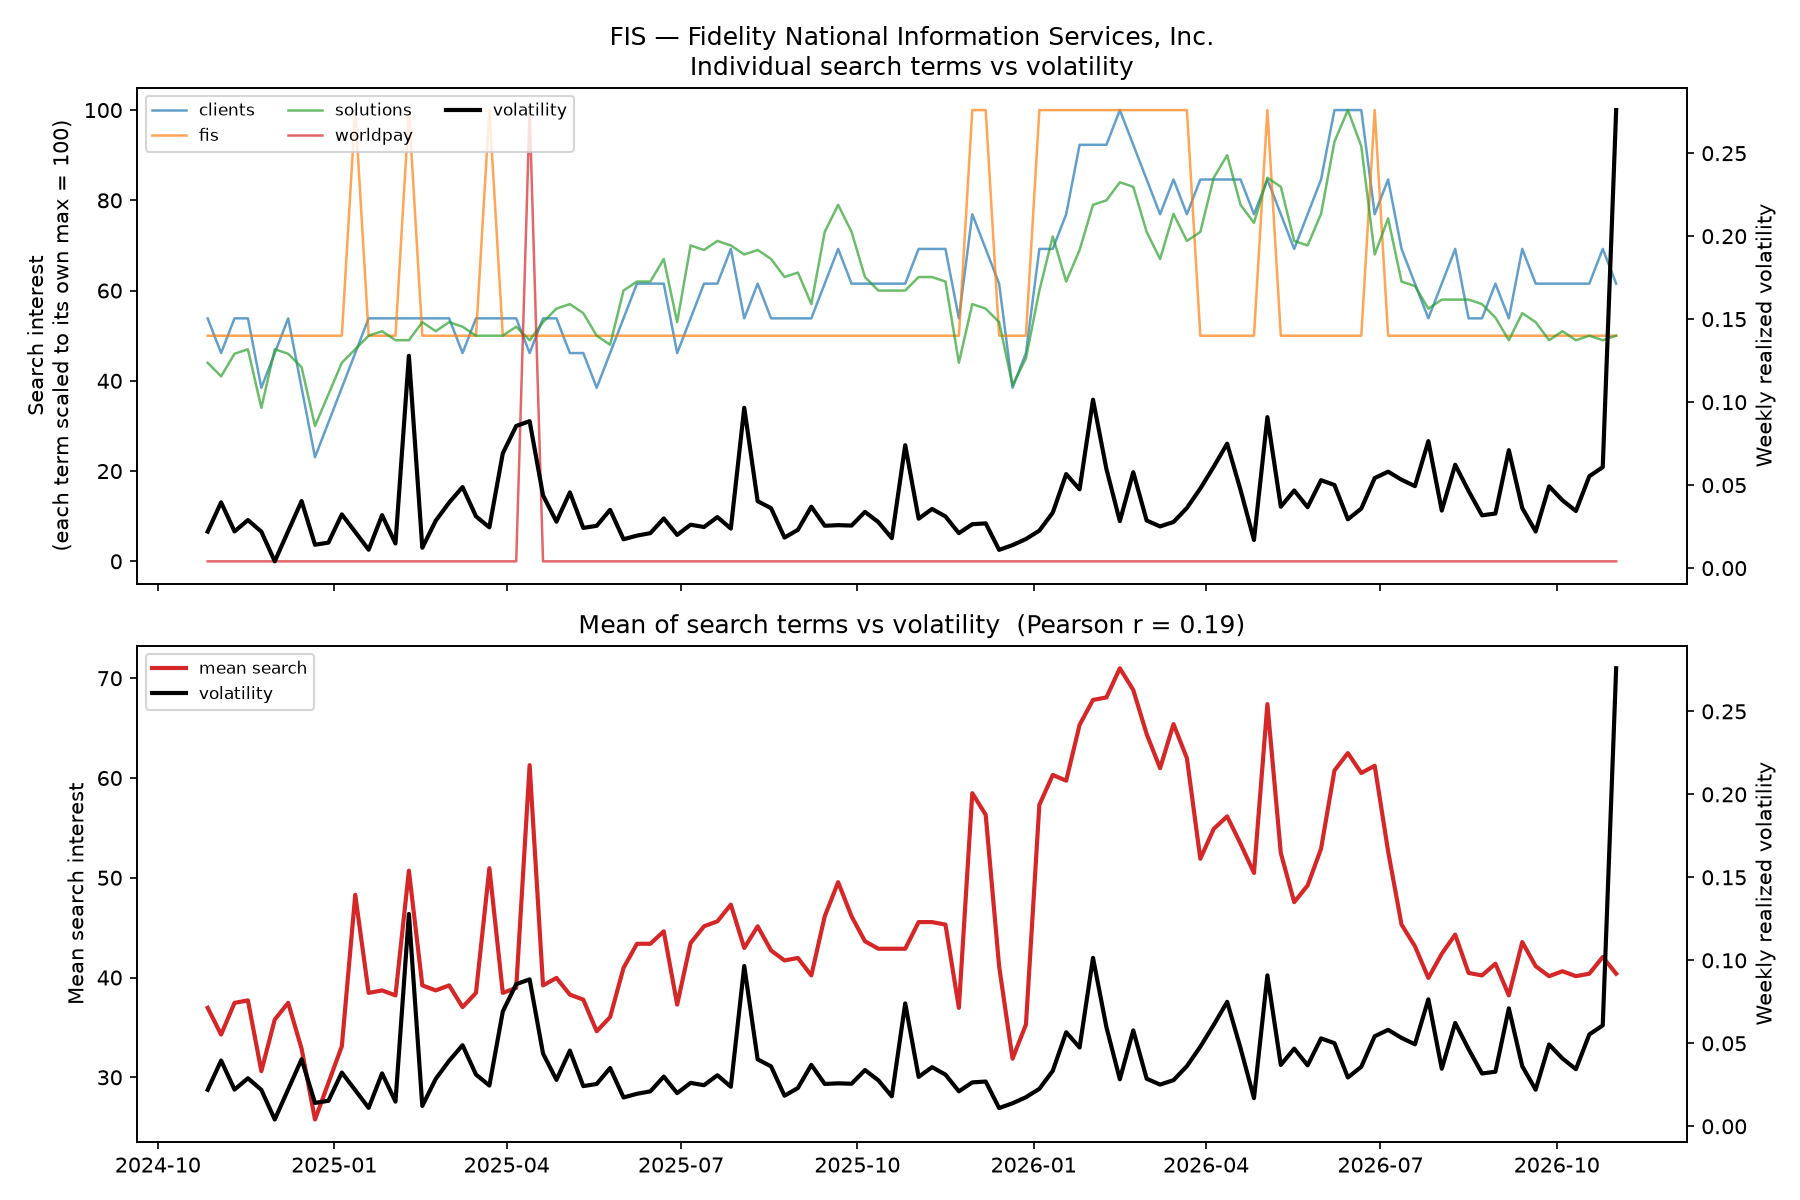 FIS — Fidelity National Information Services, Inc.
Individual search terms vs volatility
clients
fis
solutions
worldpay
volatility
Search interest
(each term scaled to its own max = 100)
100
80
60
40
20
0
Weekly realized volatility
0.25
0.20
0.15
0.10
0.05
0.00
Mean of search terms vs volatility (Pearson r = 0.19)
mean search
volatility
Mean search interest
70
60
50
40
30
Weekly realized volatility
0.25
0.20
0.15
0.10
0.05
0.00
2024-10
2025-01
2025-04
2025-07
2025-10
2026-01
2026-04
2026-07
2026-10